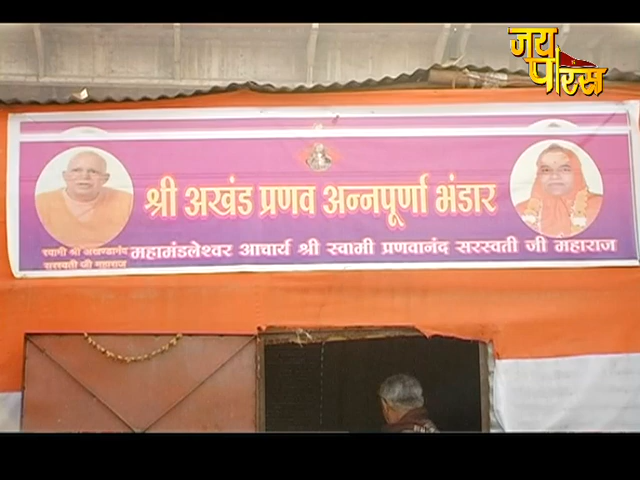 जय
पारस
श्री अखंड प्रणव अन्नपूर्णा भंडार
स्वामी श्री अखण्डानंद
सरस्वती जी महाराज
महामंडलेश्वर आचार्य श्री स्वामी प्रणवानंद सरस्वती जी महाराज